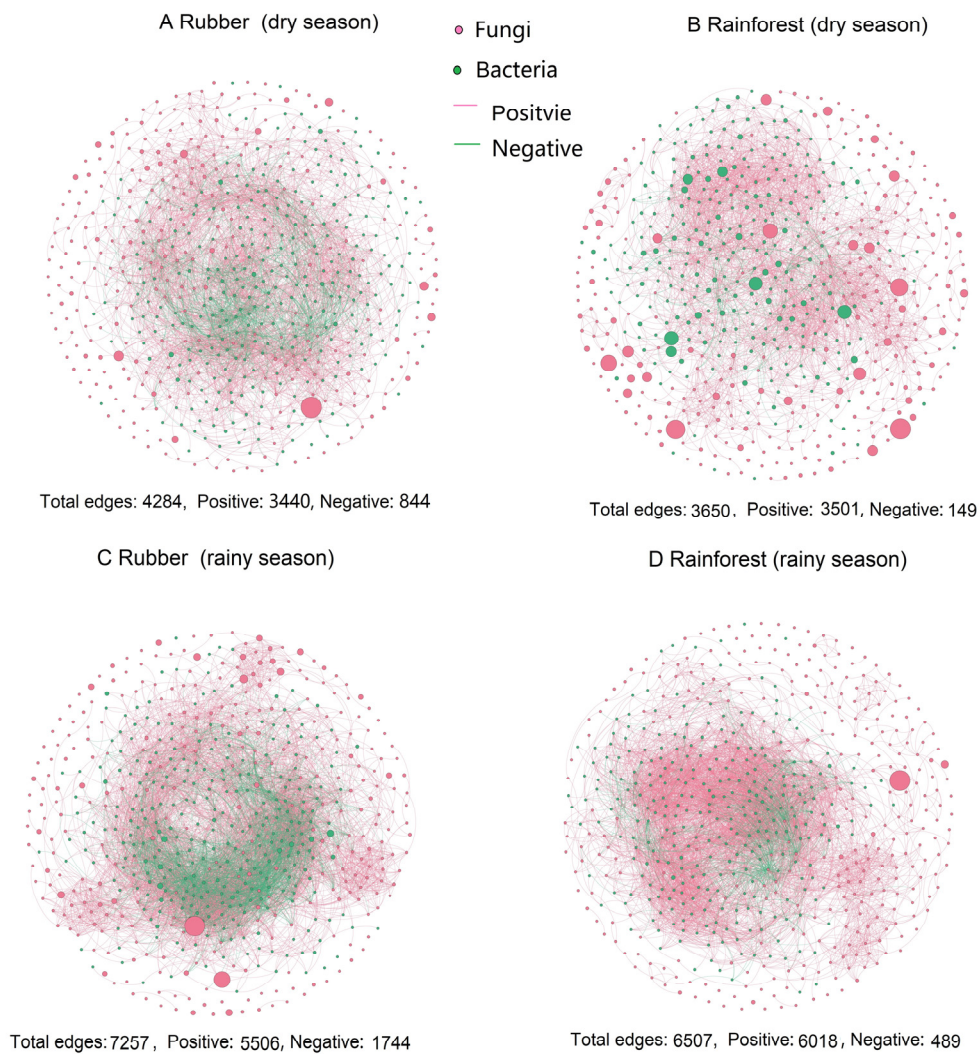 A Rubber (dry season)
Fungi
Bacteria
Positvie
Negative
B Rainforest (dry season)
Total edges: 4284, Positive: 3440, Negative: 844
Total edges: 3650, Positive: 3501, Negative: 149
C Rubber (rainy season)
D Rainforest (rainy season)
Total edges:7257, Positive: 5506, Negative: 1744
Total edges: 6507, Positive: 6018, Negative: 489